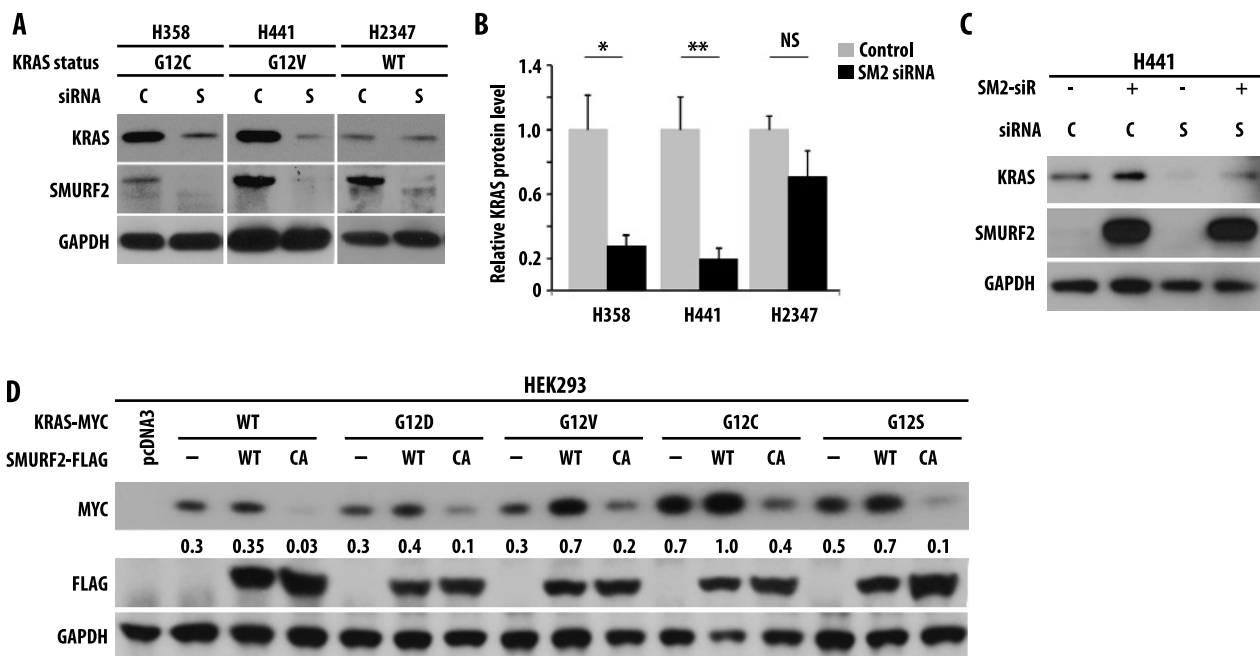 A
H358 H441 H2347
KRAS status G12C G12V WT
siRNA C S C S C S
KRAS
SMURF2
GAPDH
B
* ** NS
Control
SM2 siRNA
Relative KRAS protein level
1.4
1.0
0.6
0.2
0
H358 H441 H2347
C
H441
SM2-siR - + - +
siRNA C C S S
KRAS
SMURF2
GAPDH
D
HEK293
KRAS-MYC pcDNA3 WT G12D G12V G12C G12S
SMURF2-FLAG – WT CA – WT CA – WT CA – WT CA – WT CA
MYC
0.3 0.35 0.03 0.3 0.4 0.1 0.3 0.7 0.2 0.7 1.0 0.4 0.5 0.7 0.1
FLAG
GAPDH